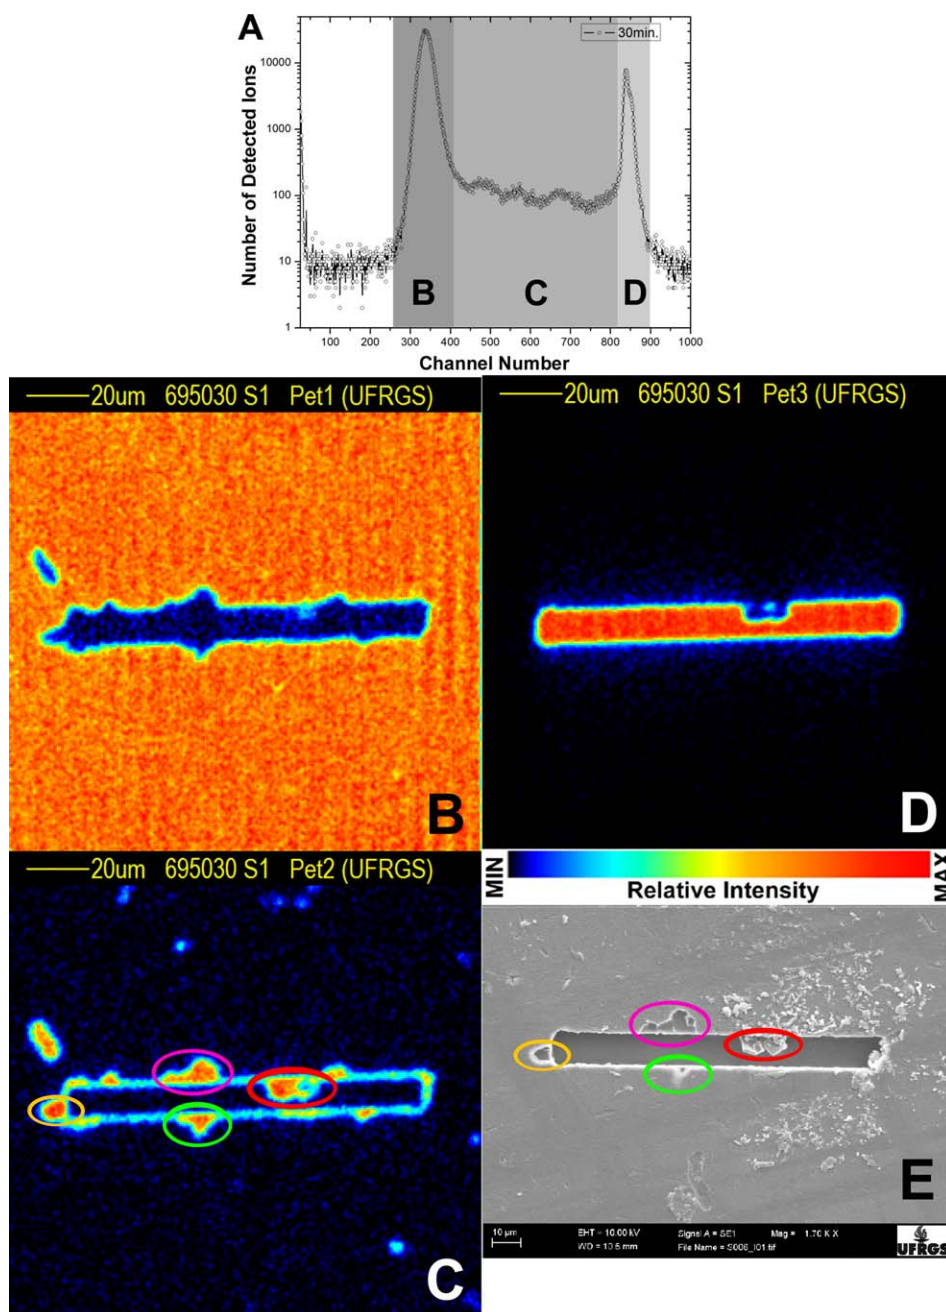 A
Number of Detected Ions
10000
1000
100
10
1
30min.
B
C
D
100 200 300 400 500 600 700 800 900 1000
Channel Number
20um 695030 S1 Pet1 (UFRGS)
B
20um 695030 S1 Pet3 (UFRGS)
D
MIN
MAX
Relative Intensity
20um 695030 S1 Pet2 (UFRGS)
C
E
10 µm
EHT = 10.00 kV
Signal A = SE1
Mag = 1.70 K X
WD = 10.5 mm
File Name = S006_I01.tif
UFRGS